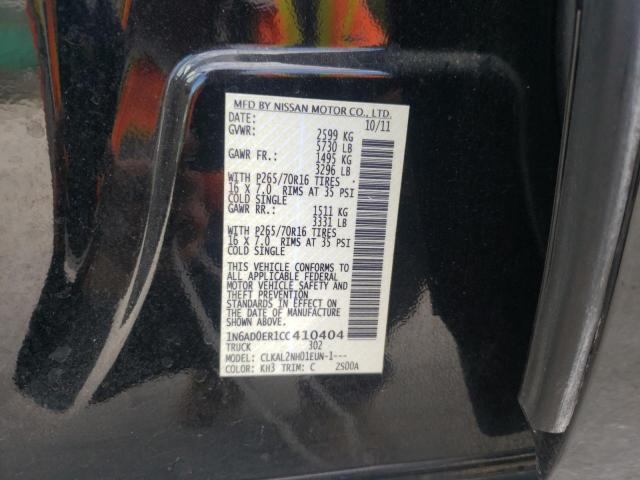 MFD BY NISSAN MOTOR CO., LTD.
DATE: 10/11
GVWR: 2599 KG
5730 LB
GAWR FR.: 1495 KG
3296 LB
WITH P265/70R16 TIRES
16 X 7.0 RIMS AT 35 PSI
COLD SINGLE
GAWR RR.: 1511 KG
3331 LB
WITH P265/70R16 TIRES
16 X 7.0 RIMS AT 35 PSI
COLD SINGLE
THIS VEHICLE CONFORMS TO
ALL APPLICABLE FEDERAL
MOTOR VEHICLE SAFETY AND
THEFT PREVENTION
STANDARDS IN EFFECT ON
THE DATE OF MANUFACTURE
SHOWN ABOVE.
1N6AD0ER1CC410404
TRUCK 302
MODEL: CLKAL2NH01EUN-1---
COLOR: KH3 TRIM: C 2S00A